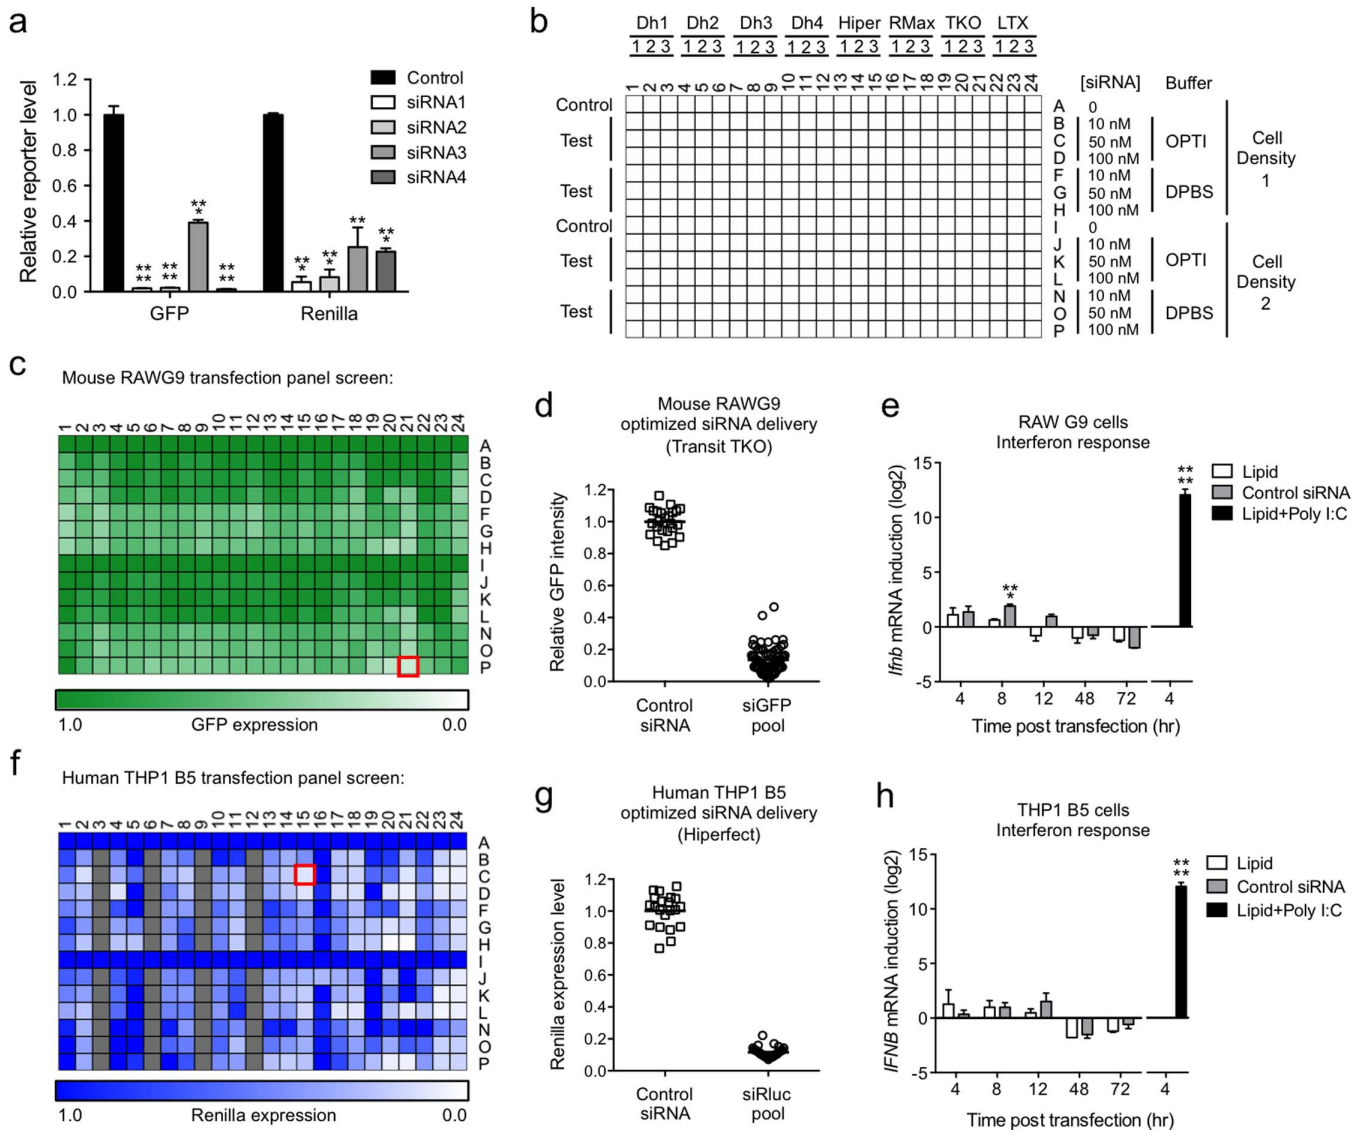 a
Relative reporter level
1.2
1.0
0.8
0.6
0.4
0.2
0.0
Control
siRNA1
siRNA2
siRNA3
siRNA4
** **
** **
** *
** **
** *
** *
**
** *
GFP
Renilla
b
Dh1 Dh2 Dh3 Dh4 Hiper RMax TKO LTX
1 2 3 1 2 3 1 2 3 1 2 3 1 2 3 1 2 3 1 2 3 1 2 3
1 2 3 4 5 6 7 8 9 10 11 12 13 14 15 16 17 18 19 20 21 22 23 24
[siRNA] Buffer
Control A 0
B 10 nM
Test C 50 nM OPTI
D 100 nM
F 10 nM
Test G 50 nM DPBS
H 100 nM
Cell
Density
1
Control I 0
J 10 nM
Test K 50 nM OPTI
L 100 nM
N 10 nM
Test O 50 nM DPBS
P 100 nM
Cell
Density
2
c
Mouse RAWG9 transfection panel screen:
1 2 3 4 5 6 7 8 9 10 11 12 13 14 15 16 17 18 19 20 21 22 23 24
A
B
C
D
F
G
H
I
J
K
L
N
O
P
1.0 GFP expression 0.0
d
Mouse RAWG9
optimized siRNA delivery
(Transit TKO)
Relative GFP intensity
1.2
1.0
0.8
0.6
0.4
0.2
0.0
Control
siRNA
siGFP
pool
e
RAW G9 cells
Interferon response
Ifnb mRNA induction (log2)
15
10
5
0
-5
** *
** **
Lipid
Control siRNA
Lipid+Poly I:C
4 8 12 48 72 4
Time post transfection (hr)
f
Human THP1 B5 transfection panel screen:
1 2 3 4 5 6 7 8 9 10 11 12 13 14 15 16 17 18 19 20 21 22 23 24
A
B
C
D
F
G
H
I
J
K
L
N
O
P
1.0 Renilla expression 0.0
g
Human THP1 B5
optimized siRNA delivery
(Hiperfect)
Renilla expression level
1.2
1.0
0.8
0.6
0.4
0.2
0.0
Control
siRNA
siRluc
pool
h
THP1 B5 cells
Interferon response
IFNB mRNA induction (log2)
15
10
5
0
-5
** **
Lipid
Control siRNA
Lipid+Poly I:C
4 8 12 48 72 4
Time post transfection (hr)